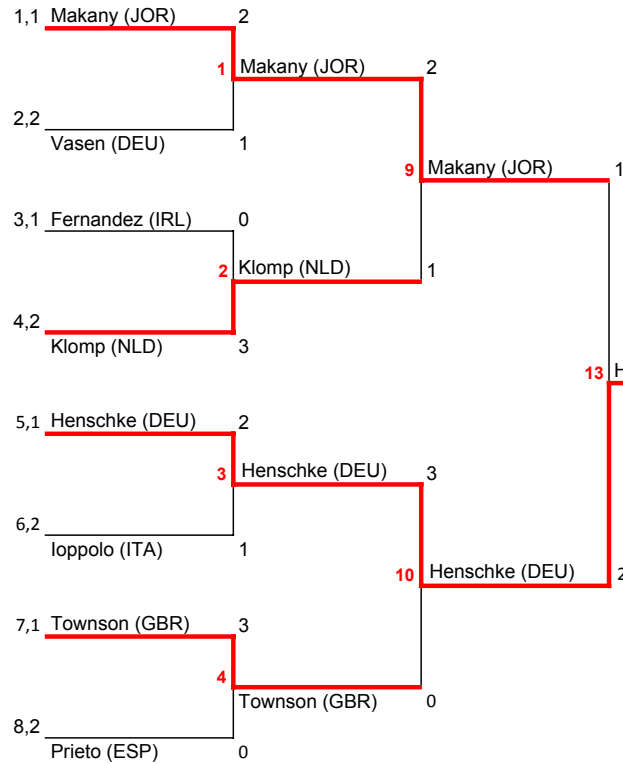 1,1 Makany (JOR) 2
1 Makany (JOR) 2
2,2
Vasen (DEU) 1
9 Makany (JOR) 1
3,1 Fernandez (IRL) 0
2 Klomp (NLD) 1
4,2
Klomp (NLD) 3
13 H
5,1 Henschke (DEU) 2
3 Henschke (DEU) 3
6,2
Ioppolo (ITA) 1
10 Henschke (DEU) 2
7,1 Townson (GBR) 3
4
Townson (GBR) 0
8,2
Prieto (ESP) 0